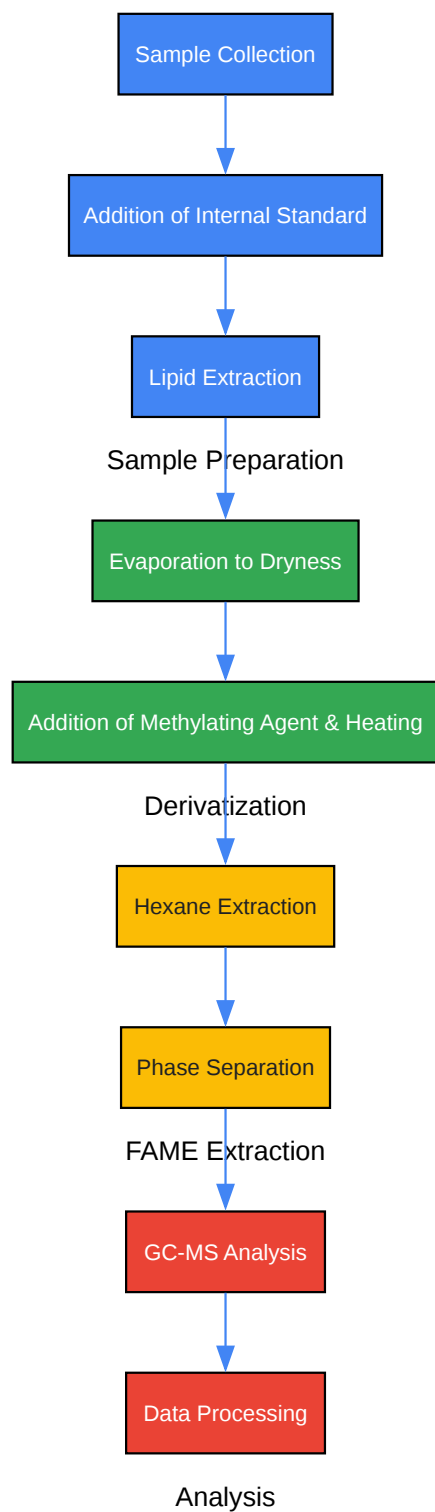 Sample Collection
Addition of Internal Standard
Lipid Extraction
Sample Preparation
Evaporation to Dryness
Addition of Methylating Agent & Heating
Derivatization
Hexane Extraction
Phase Separation
FAME Extraction
GC-MS Analysis
Data Processing
Analysis